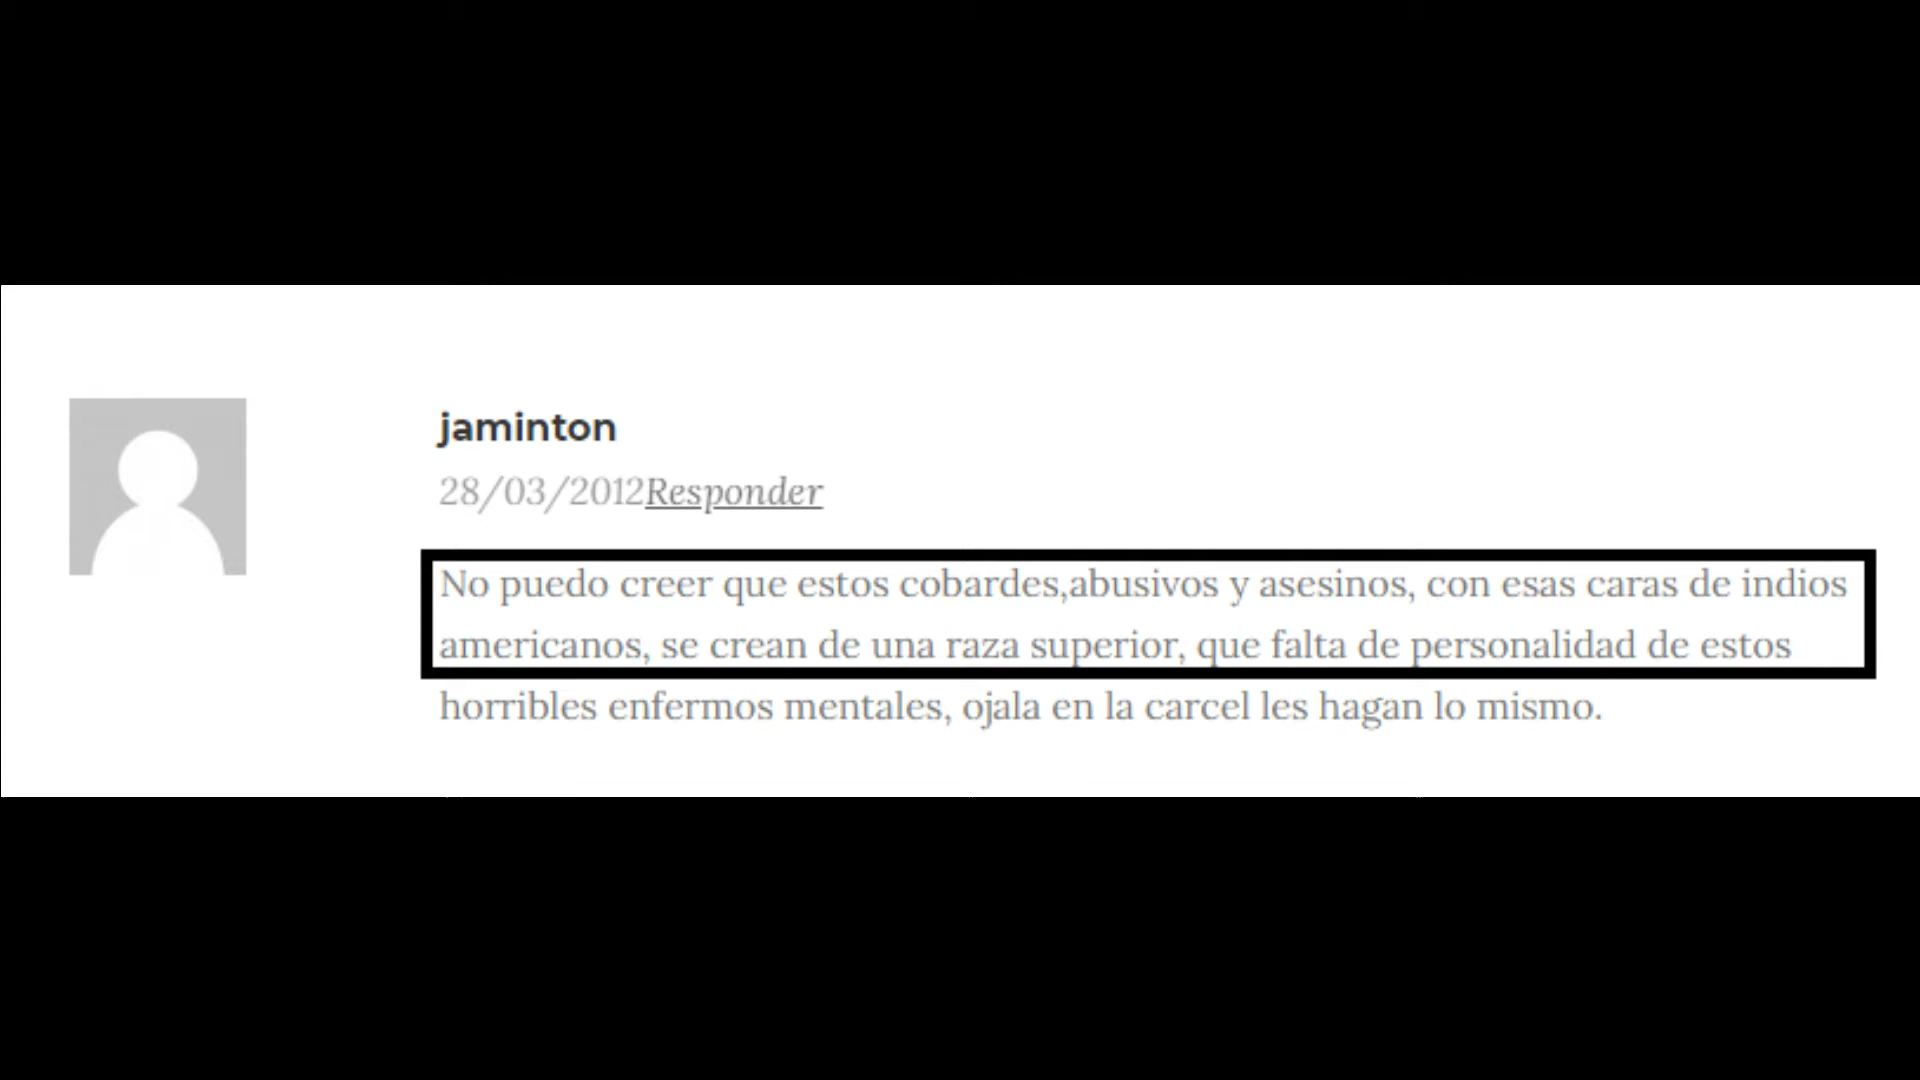 jaminton
28/03/2012Responder
No puedo creer que estos cobardes,abusivos y asesinos, con esas caras de indios
americanos, se crean de una raza superior, que falta de personalidad de estos
horribles enfermos mentales, ojala en la carcel les hagan lo mismo.